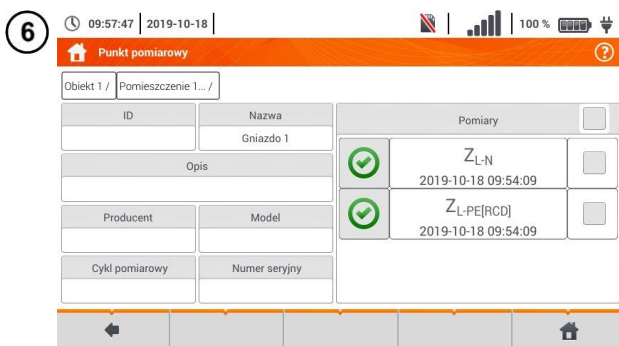 6
09:57:47 2019-10-18 100 %
Punkt pomiarowy ?
Obiekt 1 / Pomieszczenie 1... /
ID Nazwa Pomiary
Gniazdo 1
Opis
ZL-N
2019-10-18 09:54:09
ZL-PE[RCD]
2019-10-18 09:54:09
Producent Model
Cykl pomiarowy Numer seryjny